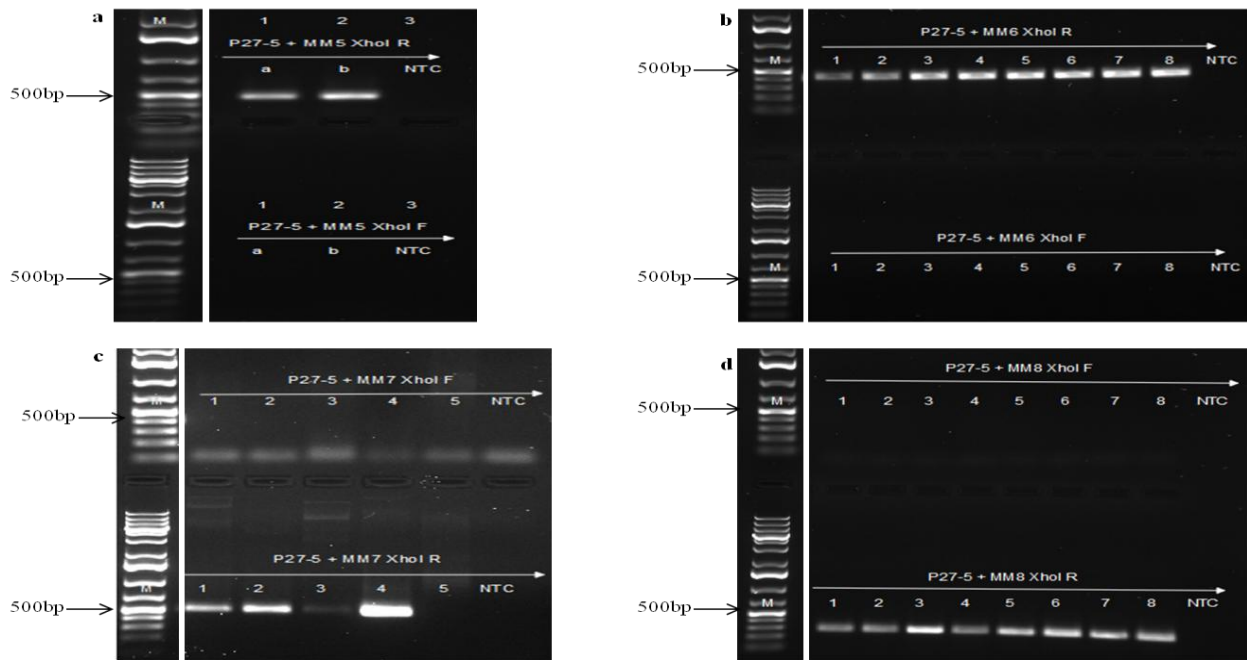 a
M 1 2 3
P27-5 + MM5 XhoI R
a b NTC
500bp
M 1 2 3
P27-5 + MM5 XhoI F
a b NTC
500bp
b
P27-5 + MM6 XhoI R
M 1 2 3 4 5 6 7 8 NTC
500bp
P27-5 + MM6 XhoI F
M 1 2 3 4 5 6 7 8 NTC
500bp
c
P27-5 + MM7 XhoI F
M 1 2 3 4 5 NTC
500bp
P27-5 + MM7 XhoI R
M 1 2 3 4 5 NTC
500bp
d
P27-5 + MM8 XhoI F
M 1 2 3 4 5 6 7 8 NTC
500bp
P27-5 + MM8 XhoI R
M 1 2 3 4 5 6 7 8 NTC
500bp